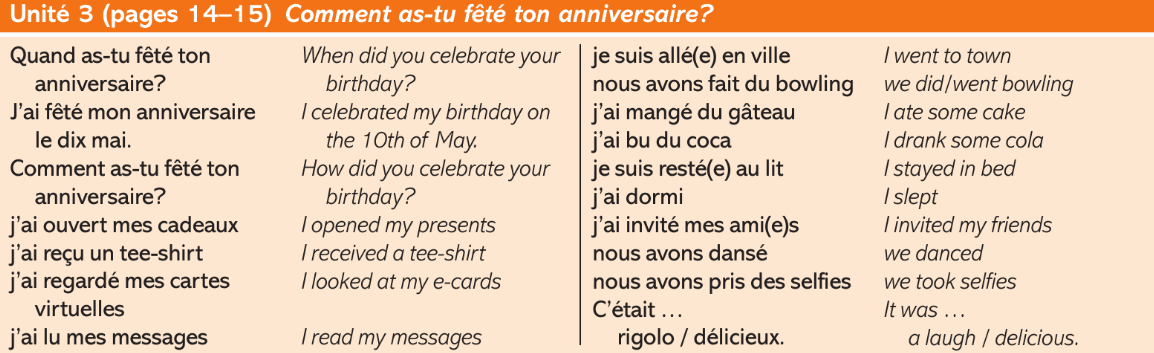 Unité 3 (pages 14–15) Comment as-tu fêté ton anniversaire?
Quand as-tu fêté ton When did you celebrate your
anniversaire? birthday?
J'ai fêté mon anniversaire I celebrated my birthday on
le dix mai. the 10th of May.
Comment as-tu fêté ton How did you celebrate your
anniversaire? birthday?
j'ai ouvert mes cadeaux I opened my presents
j'ai reçu un tee-shirt I received a tee-shirt
j'ai regardé mes cartes I looked at my e-cards
virtuelles
j'ai lu mes messages I read my messages
je suis allé(e) en ville I went to town
nous avons fait du bowling we did/went bowling
j'ai mangé du gâteau I ate some cake
j'ai bu du coca I drank some cola
je suis resté(e) au lit I stayed in bed
j'ai dormi I slept
j'ai invité mes ami(e)s I invited my friends
nous avons dansé we danced
nous avons pris des selfies we took selfies
C'était … It was …
rigolo / délicieux. a laugh / delicious.